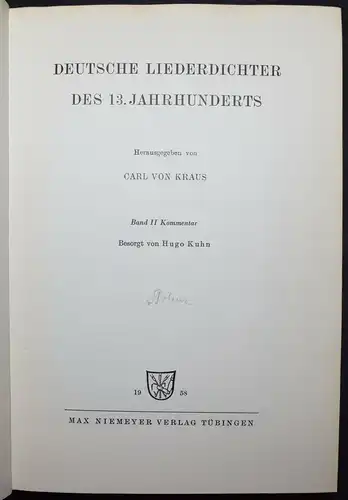 DEUTSCHE LIEDERDICHTER
DES 13. JAHRHUNDERTS
Herausgegeben von
CARL VON KRAUS
Band II Kommentar
Besorgt von Hugo Kuhn
19 58
MAX NIEMEYER VERLAG TÜBINGEN